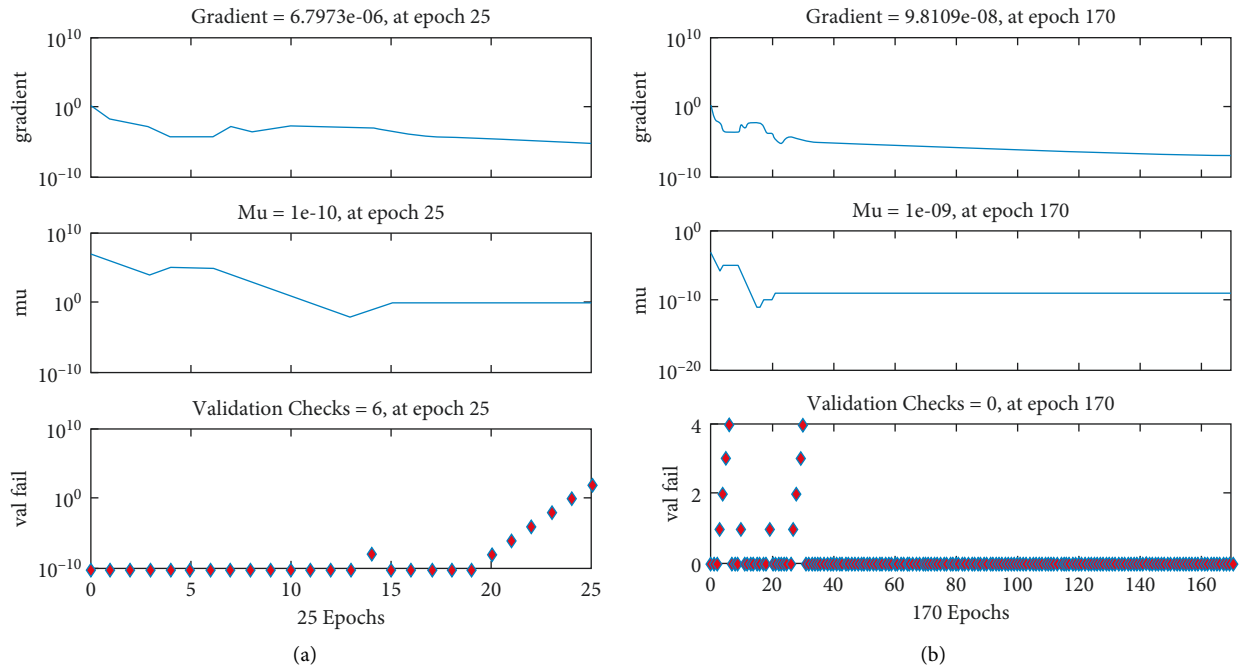 Gradient = 6.7973e-06, at epoch 25
10^10
10^0
10^-10
gradient
Mu = 1e-10, at epoch 25
10^10
10^0
10^-10
mu
Validation Checks = 6, at epoch 25
10^10
10^0
10^-10
val fail
0 5 10 15 20 25
25 Epochs
(a)
Gradient = 9.8109e-08, at epoch 170
10^10
10^0
10^-10
gradient
Mu = 1e-09, at epoch 170
10^0
10^-10
10^-20
mu
Validation Checks = 0, at epoch 170
4
2
0
val fail
0 20 40 60 80 100 120 140 160
170 Epochs
(b)